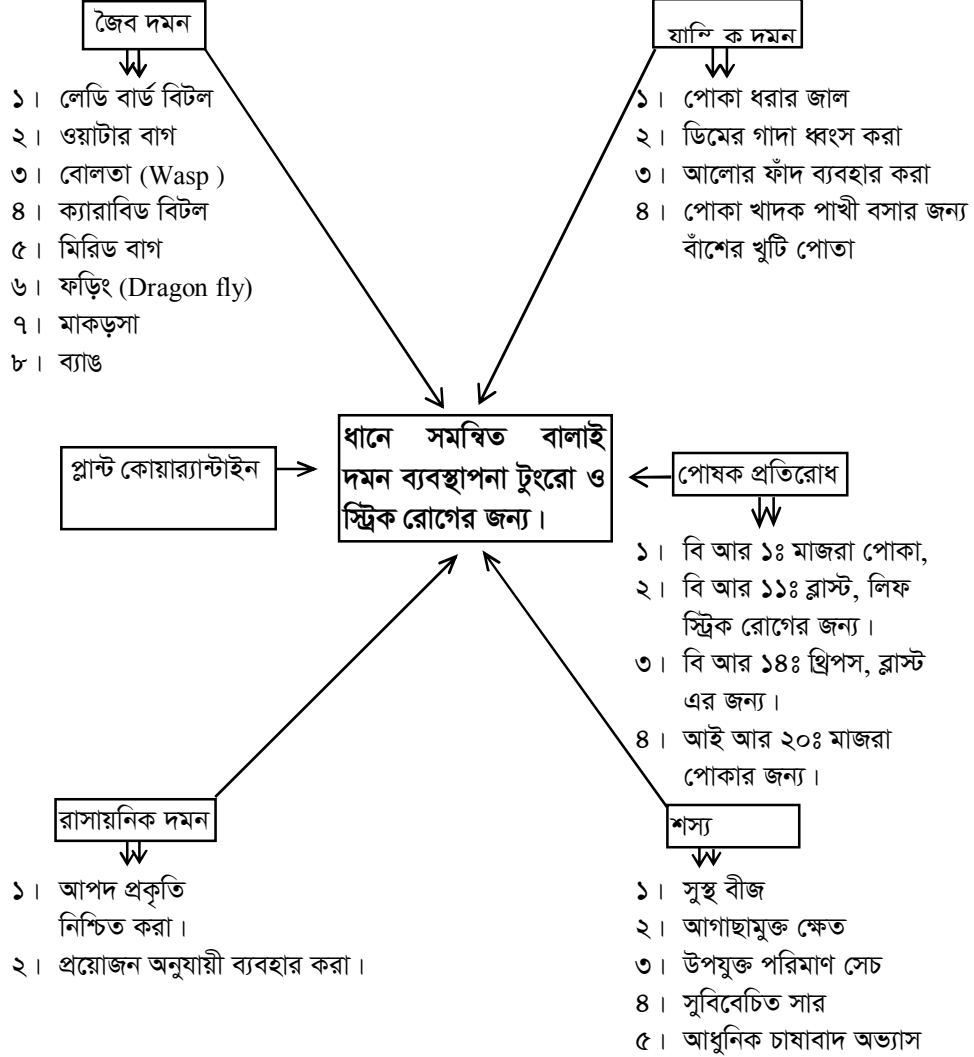 জৈব দমন
১। লেডি বার্ড বিটল
২। ওয়াটার বাগ
৩। বোলতা (Wasp )
৪। ক্যারাবিড বিটল
৫। মিরিড বাগ
৬। ফড়িং (Dragon fly)
৭। মাকড়সা
৮। ব্যাঙ
দমন
১। পোকা ধরার জাল
২। ডিমের গাদা ধ্বংস করা
৩। আলোর ফাঁদ ব্যবহার করা
৪। পোকা খাদক পাখী বসার জন্য
বাঁশের খুটি পোতা
প্লান্ট কোয়ার‍্যান্টাইন
ধানে সমন্বিত বালাই
দমন ব্যবস্থাপনা টুংরো ও
স্ট্রিক রোগের জন্য।
পোষক প্রতিরোধ
১। বি আর ১ঃ মাজরা পোকা,
২। বি আর ১১ঃ ব্লাস্ট, লিফ
স্ট্রিক রোগের জন্য।
৩। বি আর ১৪ঃ থ্রিপস, ব্লাস্ট
এর জন্য।
৪। আই আর ২০ঃ মাজরা
পোকার জন্য।
রাসায়নিক দমন
১। আপদ প্রকৃতি
নিশ্চিত করা।
২। প্রয়োজন অনুযায়ী ব্যবহার করা।
শস্য
১। সুস্থ বীজ
২। আগাছামুক্ত ক্ষেত
৩। উপযুক্ত পরিমাণ সেচ
৪। সুবিবেচিত সার
৫। আধুনিক চাষাবাদ অভ্যাস